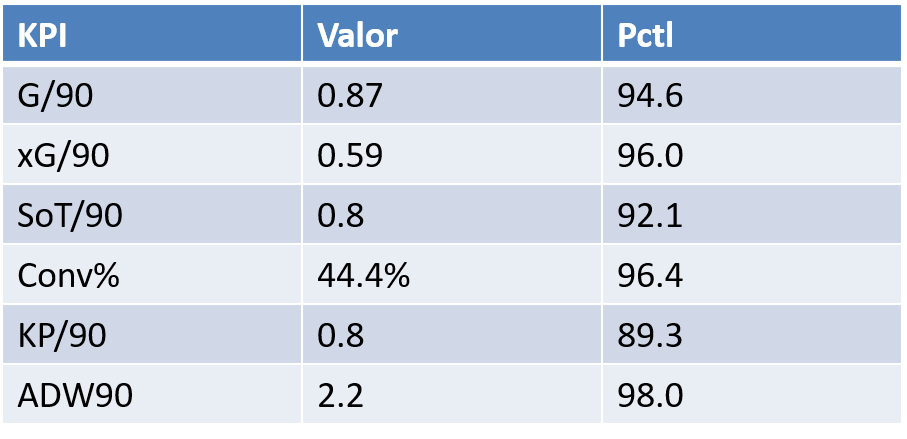 KPI Valor Pctl
G/90 0.87 94.6
xG/90 0.59 96.0
SoT/90 0.8 92.1
Conv% 44.4% 96.4
KP/90 0.8 89.3
ADW90 2.2 98.0